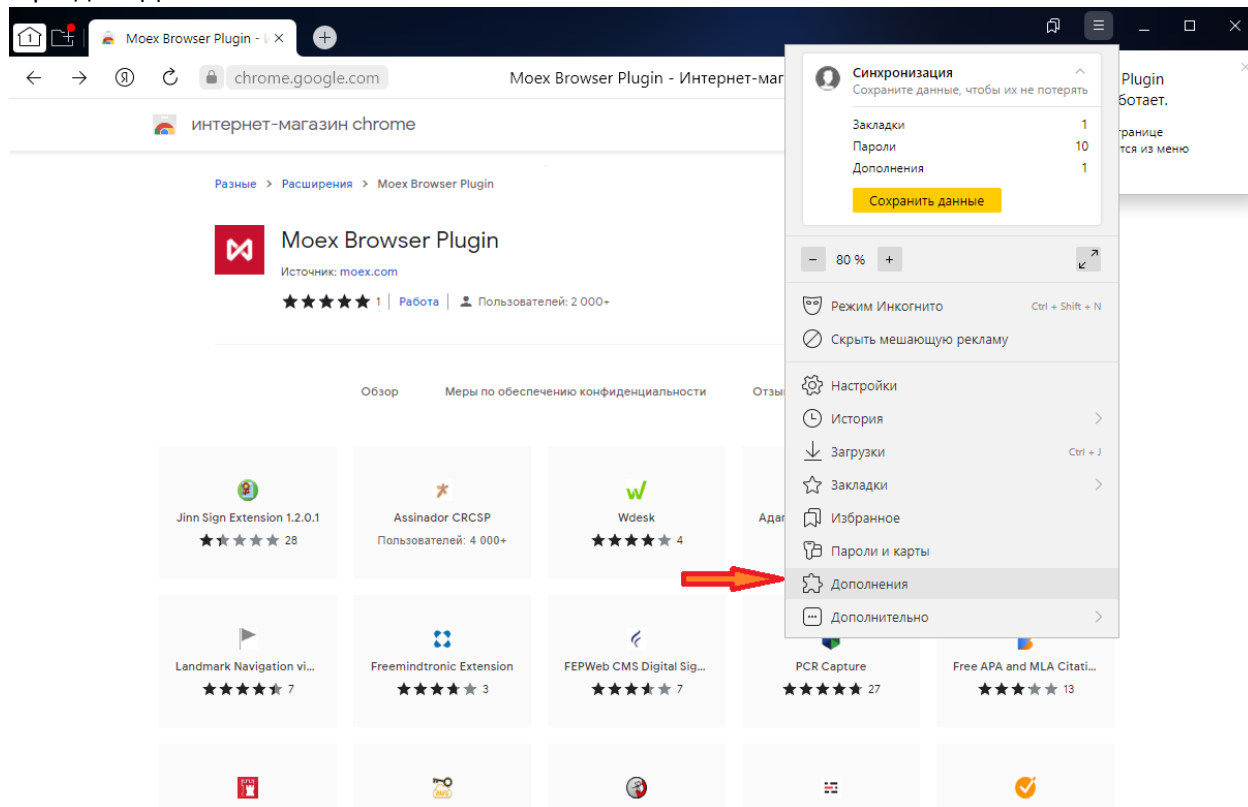 1
Moex Browser Plugin -
chrome.google.com
Moex Browser Plugin - Интернет-маг
интернет-магазин chrome
Разные > Расширения > Moex Browser Plugin
Moex Browser Plugin
Источник: moex.com
1 | Работа | Пользователей: 2 000+
Обзор Меры по обеспечению конфиденциальности Отзы
Jinn Sign Extension 1.2.0.1
28
Assinador CRCSP
Пользователей: 4 000+
Wdesk
4
Адап
Landmark Navigation vi...
7
Freemindtronic Extension
3
FEPWeb CMS Digital Sig...
7
PCR Capture
27
Free APA and MLA Citati...
13
Синхронизация
Сохраните данные, чтобы их не потерять
Закладки 1
Пароли 10
Дополнения 1
Сохранить данные
− 80 % +
Режим Инкогнито Ctrl + Shift + N
Скрыть мешающую рекламу
Настройки
История
Загрузки Ctrl + J
Закладки
Избранное
Пароли и карты
Дополнения
Дополнительно
Plugin
ботает.
транице
тся из меню